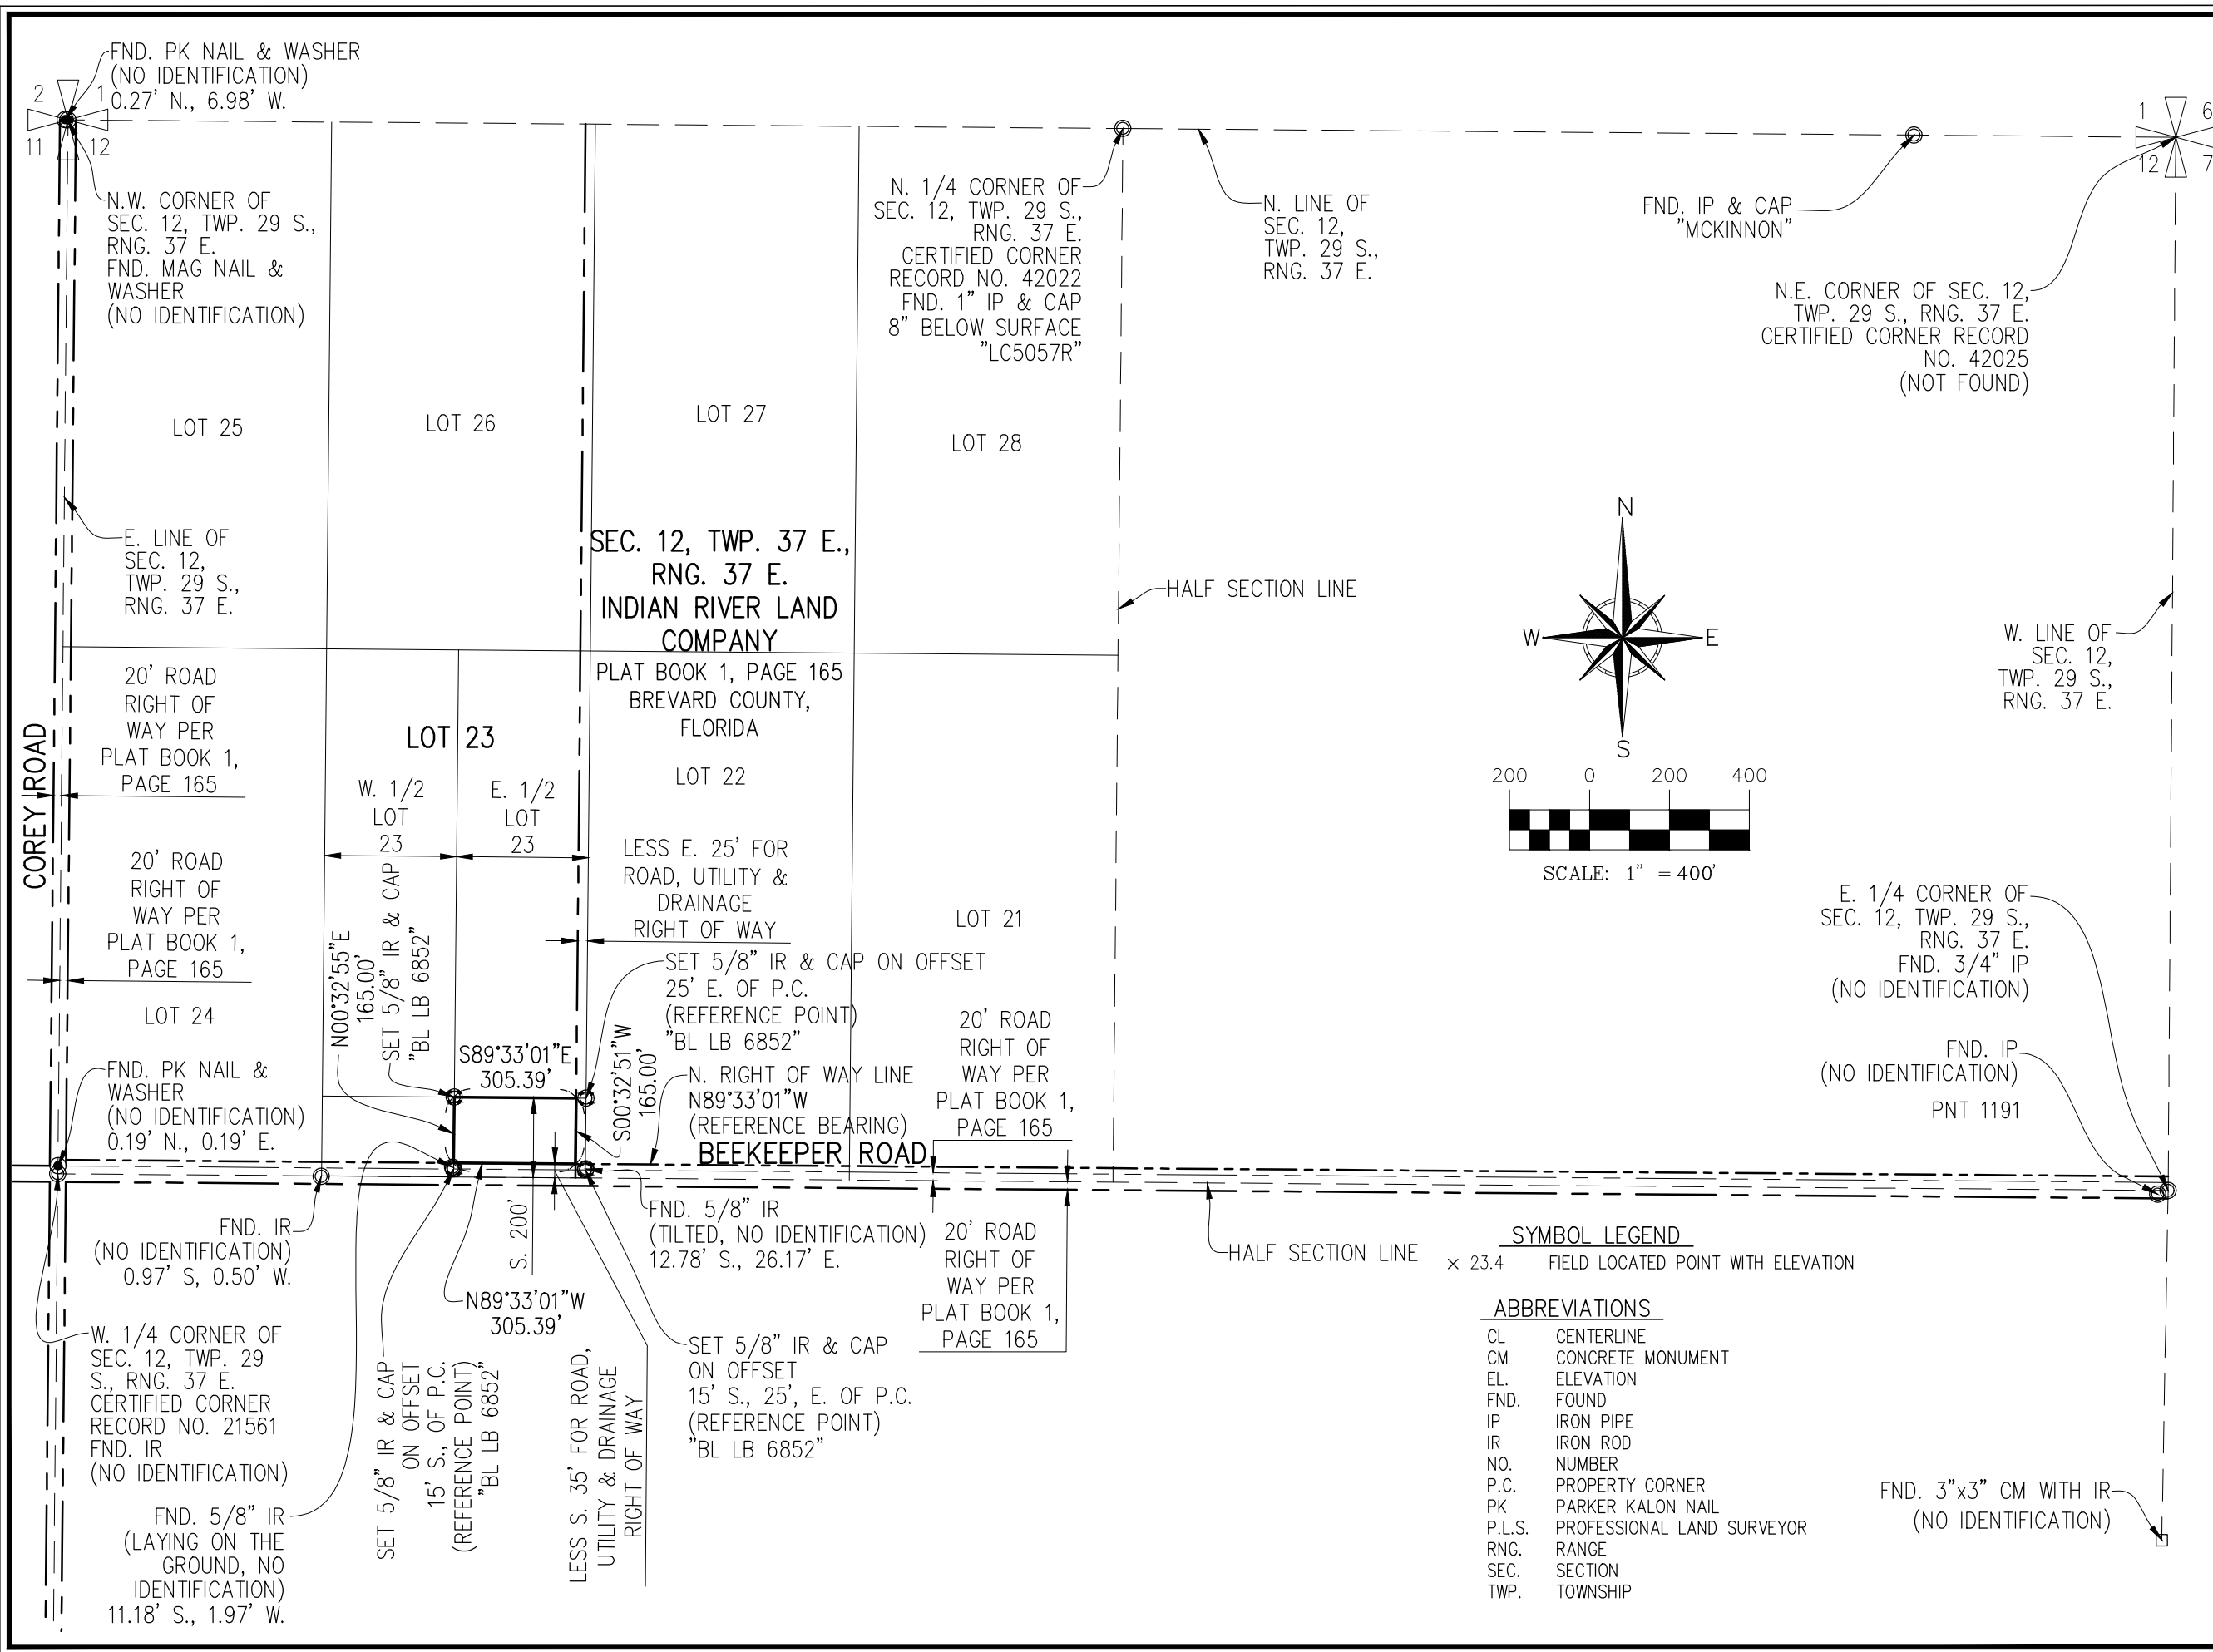 FND. PK NAIL & WASHER
(NO IDENTIFICATION)
0.27' N., 6.98' W.
2
1
11
12
N.W. CORNER OF
SEC. 12, TWP. 29 S.,
RNG. 37 E.
FND. MAG NAIL &
WASHER
(NO IDENTIFICATION)
N. 1/4 CORNER OF
SEC. 12, TWP. 29 S.,
RNG. 37 E.
CERTIFIED CORNER
RECORD NO. 42022
FND. 1" IP & CAP
8" BELOW SURFACE
"LC5057R"
N. LINE OF
SEC. 12,
TWP. 29 S.,
RNG. 37 E.
FND. IP & CAP
"MCKINNON"
1
6
12
7
N.E. CORNER OF SEC. 12,
TWP. 29 S., RNG. 37 E.
CERTIFIED CORNER RECORD
NO. 42025
(NOT FOUND)
LOT 25
LOT 26
LOT 27
LOT 28
E. LINE OF
SEC. 12,
TWP. 29 S.,
RNG. 37 E.
SEC. 12, TWP. 37 E.,
RNG. 37 E.
INDIAN RIVER LAND
COMPANY
PLAT BOOK 1, PAGE 165
BREVARD COUNTY,
FLORIDA
HALF SECTION LINE
N
W
E
S
W. LINE OF
SEC. 12,
TWP. 29 S.,
RNG. 37 E.
200 0 200 400
SCALE: 1" = 400'
COREY ROAD
20' ROAD
RIGHT OF
WAY PER
PLAT BOOK 1,
PAGE 165
20' ROAD
RIGHT OF
WAY PER
PLAT BOOK 1,
PAGE 165
LOT 24
LOT 23
W. 1/2
LOT
23
E. 1/2
LOT
23
LOT 22
LESS E. 25' FOR
ROAD, UTILITY &
DRAINAGE
RIGHT OF WAY
LOT 21
SET 5/8" IR & CAP ON OFFSET
25' E. OF P.C.
(REFERENCE POINT)
"BL LB 6852"
N00°32'55"E
165.00'
SET 5/8" IR & CAP
"BL LB 6852"
S89°33'01"E
305.39'
S00°32'51"W
165.00'
N. RIGHT OF WAY LINE
N89°33'01"W
(REFERENCE BEARING)
BEEKEEPER ROAD
20' ROAD
RIGHT OF
WAY PER
PLAT BOOK 1,
PAGE 165
E. 1/4 CORNER OF
SEC. 12, TWP. 29 S.,
RNG. 37 E.
FND. 3/4" IP
(NO IDENTIFICATION)
FND. IP
(NO IDENTIFICATION)
PNT 1191
FND. PK NAIL &
WASHER
(NO IDENTIFICATION)
0.19' N., 0.19' E.
FND. IR
(NO IDENTIFICATION)
0.97' S, 0.50' W.
W. 1/4 CORNER OF
SEC. 12, TWP. 29
S., RNG. 37 E.
CERTIFIED CORNER
RECORD NO. 21561
FND. IR
(NO IDENTIFICATION)
FND. 5/8" IR
(LAYING ON THE
GROUND, NO
IDENTIFICATION)
11.18' S., 1.97' W.
SET 5/8" IR & CAP
ON OFFSET
15' S., OF P.C.
(REFERENCE POINT)
"BL LB 6852"
S. 200'
N89°33'01"W
305.39'
LESS S. 35' FOR ROAD,
UTILITY & DRAINAGE
RIGHT OF WAY
FND. 5/8" IR
(TILTED, NO IDENTIFICATION)
12.78' S., 26.17' E.
SET 5/8" IR & CAP
ON OFFSET
15' S., 25', E. OF P.C.
(REFERENCE POINT)
"BL LB 6852"
20' ROAD
RIGHT OF
WAY PER
PLAT BOOK 1,
PAGE 165
HALF SECTION LINE
SYMBOL LEGEND
× 23.4 FIELD LOCATED POINT WITH ELEVATION
ABBREVIATIONS
CL CENTERLINE
CM CONCRETE MONUMENT
EL. ELEVATION
FND. FOUND
IP IRON PIPE
IR IRON ROD
NO. NUMBER
P.C. PROPERTY CORNER
PK PARKER KALON NAIL
P.L.S. PROFESSIONAL LAND SURVEYOR
RNG. RANGE
SEC. SECTION
TWP. TOWNSHIP
FND. 3"x3" CM WITH IR
(NO IDENTIFICATION)